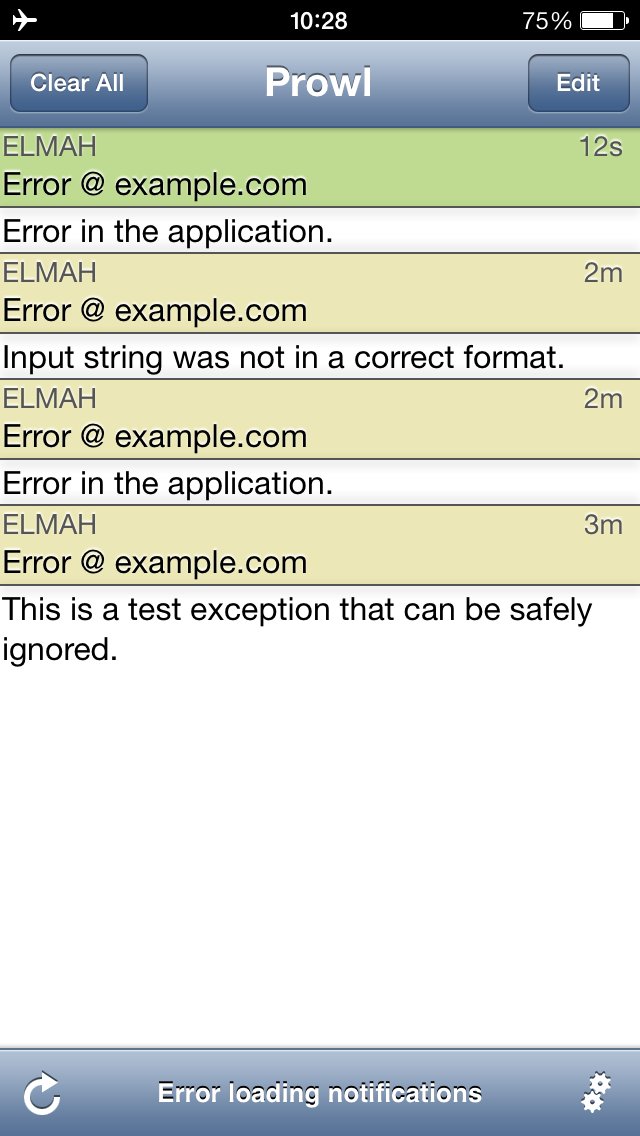 10:28 75%
Clear All Prowl Edit
ELMAH 12s
Error @ example.com
Error in the application.
ELMAH 2m
Error @ example.com
Input string was not in a correct format.
ELMAH 2m
Error @ example.com
Error in the application.
ELMAH 3m
Error @ example.com
This is a test exception that can be safely
ignored.
Error loading notifications